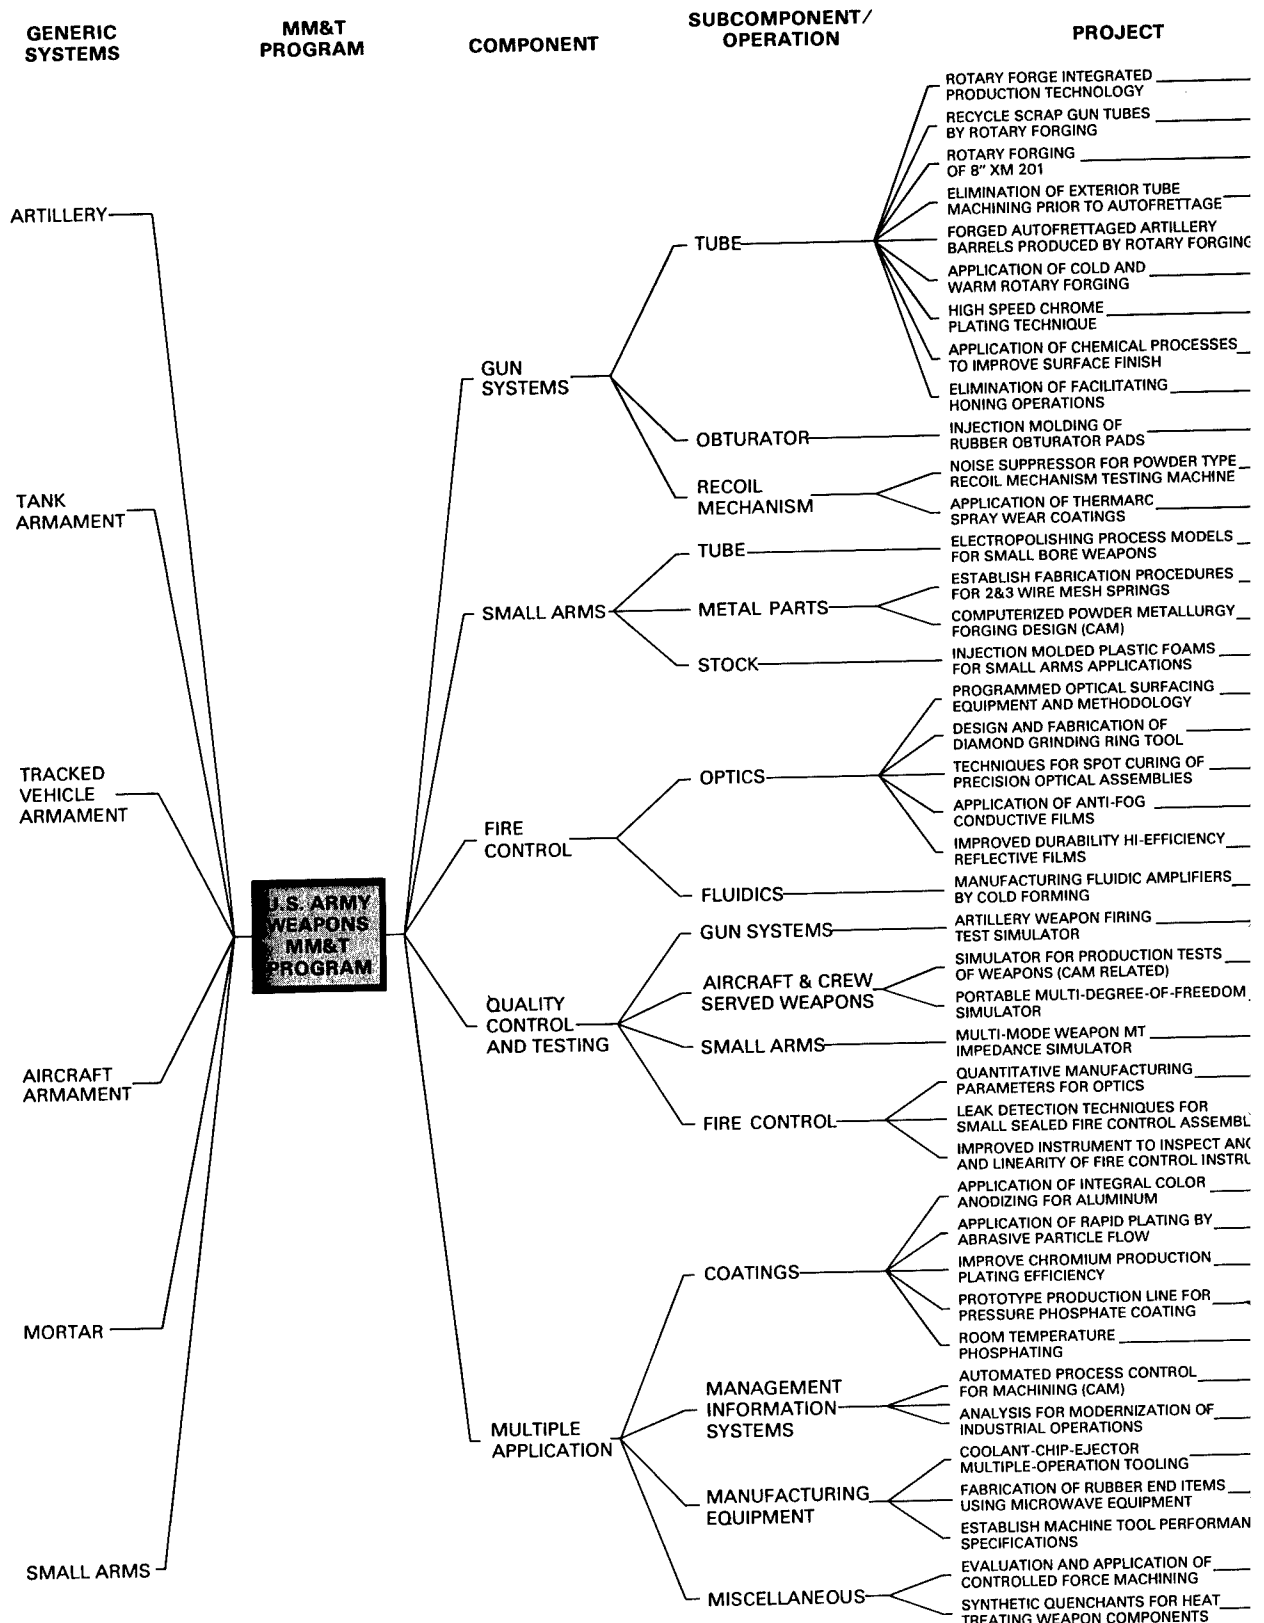 GENERIC
SYSTEMS
MM&T
PROGRAM
COMPONENT
SUBCOMPONENT/
OPERATION
PROJECT
ARTILLERY
TANK
ARMAMENT
TRACKED
VEHICLE
ARMAMENT
AIRCRAFT
ARMAMENT
MORTAR
SMALL ARMS
U.S. ARMY
WEAPONS
MM&T
PROGRAM
GUN
SYSTEMS
TUBE
ROTARY FORGE INTEGRATED
PRODUCTION TECHNOLOGY
RECYCLE SCRAP GUN TUBES
BY ROTARY FORGING
ROTARY FORGING
OF 8" XM 201
ELIMINATION OF EXTERIOR TUBE
MACHINING PRIOR TO AUTOFRETTAGE
FORGED AUTOFRETTAGED ARTILLERY
BARRELS PRODUCED BY ROTARY FORGING
APPLICATION OF COLD AND
WARM ROTARY FORGING
HIGH SPEED CHROME
PLATING TECHNIQUE
APPLICATION OF CHEMICAL PROCESSES
TO IMPROVE SURFACE FINISH
ELIMINATION OF FACILITATING
HONING OPERATIONS
OBTURATOR
INJECTION MOLDING OF
RUBBER OBTURATOR PADS
RECOIL
MECHANISM
NOISE SUPPRESSOR FOR POWDER TYPE
RECOIL MECHANISM TESTING MACHINE
APPLICATION OF THERMARC
SPRAY WEAR COATINGS
SMALL ARMS
TUBE
ELECTROPOLISHING PROCESS MODELS
FOR SMALL BORE WEAPONS
METAL PARTS
ESTABLISH FABRICATION PROCEDURES
FOR 2&3 WIRE MESH SPRINGS
COMPUTERIZED POWDER METALLURGY
FORGING DESIGN (CAM)
STOCK
INJECTION MOLDED PLASTIC FOAMS
FOR SMALL ARMS APPLICATIONS
FIRE
CONTROL
OPTICS
PROGRAMMED OPTICAL SURFACING
EQUIPMENT AND METHODOLOGY
DESIGN AND FABRICATION OF
DIAMOND GRINDING RING TOOL
TECHNIQUES FOR SPOT CURING OF
PRECISION OPTICAL ASSEMBLIES
APPLICATION OF ANTI-FOG
CONDUCTIVE FILMS
IMPROVED DURABILITY HI-EFFICIENCY
REFLECTIVE FILMS
FLUIDICS
MANUFACTURING FLUIDIC AMPLIFIERS
BY COLD FORMING
QUALITY
CONTROL
AND TESTING
GUN SYSTEMS
ARTILLERY WEAPON FIRING
TEST SIMULATOR
AIRCRAFT & CREW
SERVED WEAPONS
SIMULATOR FOR PRODUCTION TESTS
OF WEAPONS (CAM RELATED)
PORTABLE MULTI-DEGREE-OF-FREEDOM
SIMULATOR
SMALL ARMS
MULTI-MODE WEAPON MT
IMPEDANCE SIMULATOR
FIRE CONTROL
QUANTITATIVE MANUFACTURING
PARAMETERS FOR OPTICS
LEAK DETECTION TECHNIQUES FOR
SMALL SEALED FIRE CONTROL ASSEMBL
IMPROVED INSTRUMENT TO INSPECT
AND LINEARITY OF FIRE CONTROL INSTRU
MULTIPLE
APPLICATION
COATINGS
APPLICATION OF INTEGRAL COLOR
ANODIZING FOR ALUMINUM
APPLICATION OF RAPID PLATING BY
ABRASIVE PARTICLE FLOW
IMPROVE CHROMIUM PRODUCTION
PLATING EFFICIENCY
PROTOTYPE PRODUCTION LINE FOR
PRESSURE PHOSPHATE COATING
ROOM TEMPERATURE
PHOSPHATING
MANAGEMENT
INFORMATION
SYSTEMS
AUTOMATED PROCESS CONTROL
FOR MACHINING (CAM)
ANALYSIS FOR MODERNIZATION OF
INDUSTRIAL OPERATIONS
MANUFACTURING
EQUIPMENT
COOLANT-CHIP-EJECTOR
MULTIPLE-OPERATION TOOLING
FABRICATION OF RUBBER END ITEMS
USING MICROWAVE EQUIPMENT
ESTABLISH MACHINE TOOL PERFORMAN
SPECIFICATIONS
MISCELLANEOUS
EVALUATION AND APPLICATION OF
CONTROLLED FORCE MACHINING
SYNTHETIC QUENCHANTS FOR HEAT
TREATING WEAPON COMPONENTS